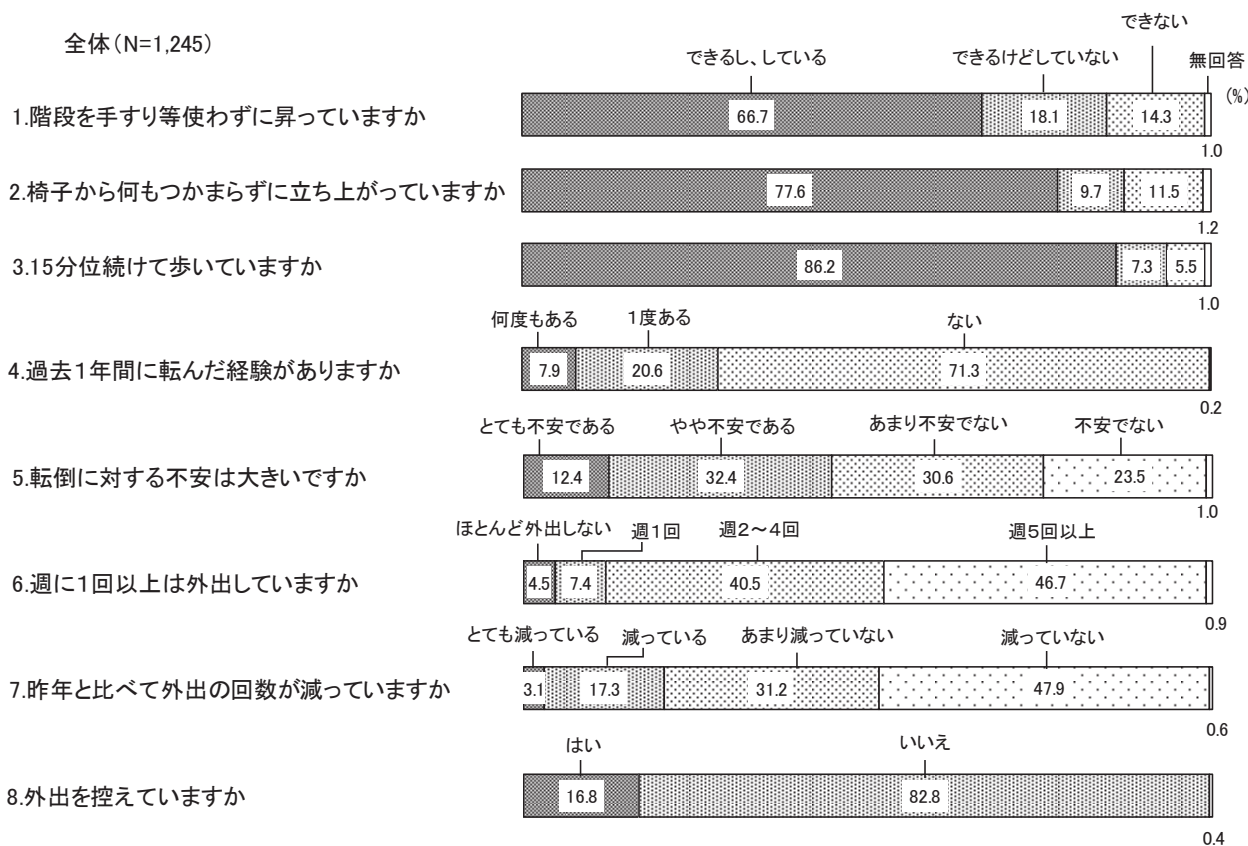 全体(N=1,245)
できるし、している
できるけどしていない
できない
無回答
(%)
1.階段を手すり等使わずに昇っていますか
66.7
18.1
14.3
1.0
2.椅子から何もつかまらずに立ち上がっていますか
77.6
9.7
11.5
1.2
3.15分位続けて歩いていますか
86.2
7.3
5.5
1.0
何度もある
1度ある
ない
4.過去1年間に転んだ経験がありますか
7.9
20.6
71.3
0.2
とても不安である
やや不安である
あまり不安でない
不安でない
5.転倒に対する不安は大きいですか
12.4
32.4
30.6
23.5
1.0
ほとんど外出しない
週1回
週2～4回
週5回以上
6.週に1回以上は外出していますか
4.5
7.4
40.5
46.7
0.9
とても減っている
減っている
あまり減っていない
減っていない
7.昨年と比べて外出の回数が減っていますか
3.1
17.3
31.2
47.9
0.6
はい
いいえ
8.外出を控えていますか
16.8
82.8
0.4